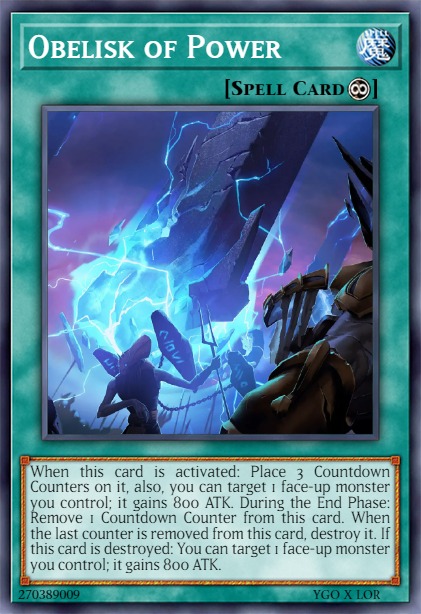 Obelisk of Power
魔
[Spell Card]
When this card is activated: Place 3 Countdown
Counters on it, also, you can target 1 face-up monster
you control; it gains 800 ATK. During the End Phase:
Remove 1 Countdown Counter from this card. When
the last counter is removed from this card, destroy it. If
this card is destroyed: You can target 1 face-up monster
you control; it gains 800 ATK.
270389009 YGO X LOR